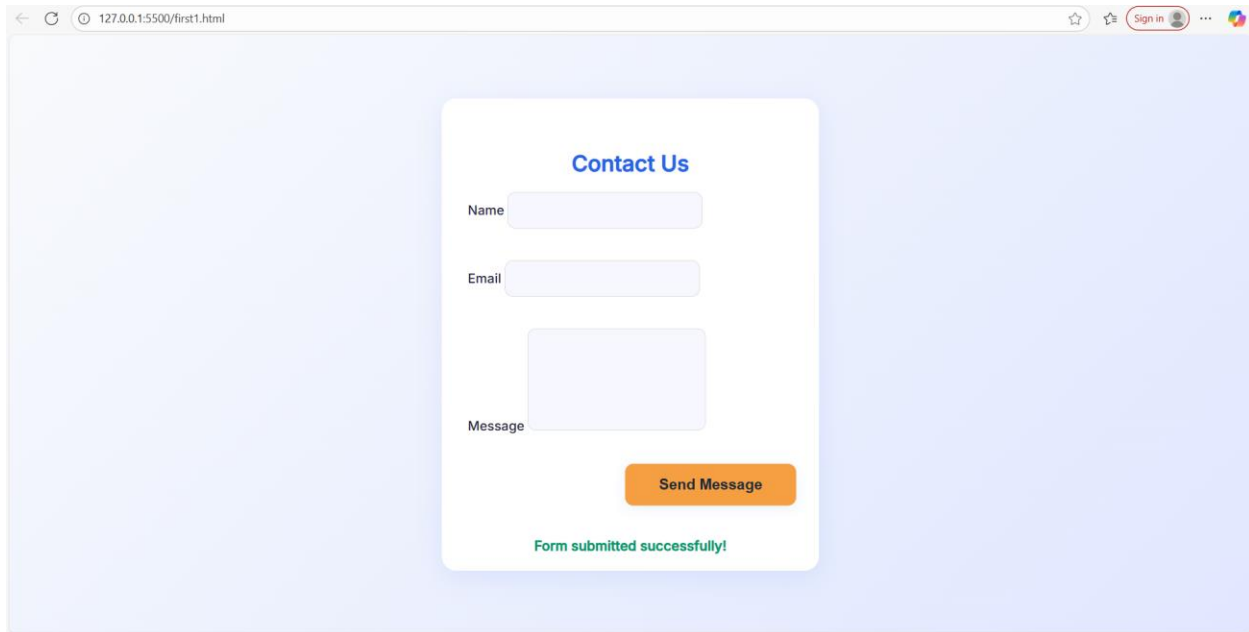 127.0.0.1:5500/first1.html
Sign in
Contact Us
Name
Email
Message
Send Message
Form submitted successfully!